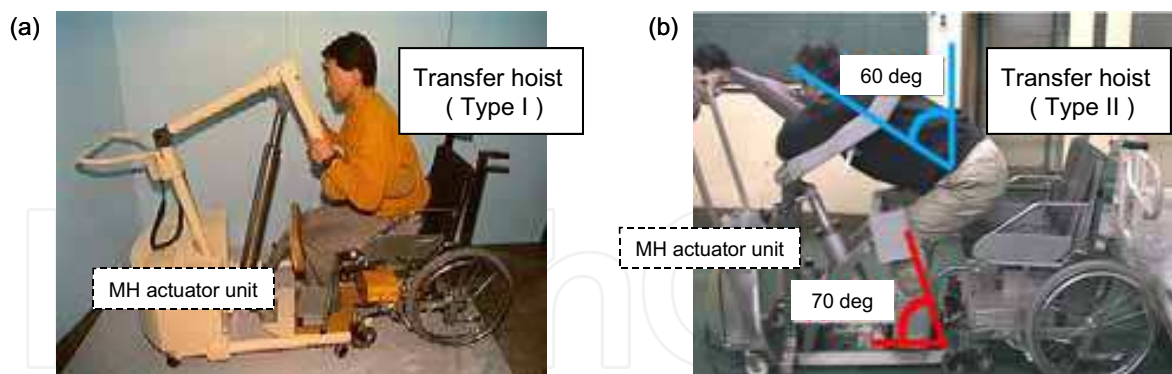 (a)
Transfer hoist
( Type I )
MH actuator unit
(b)
60 deg
Transfer hoist
( Type II )
MH actuator unit
70 deg